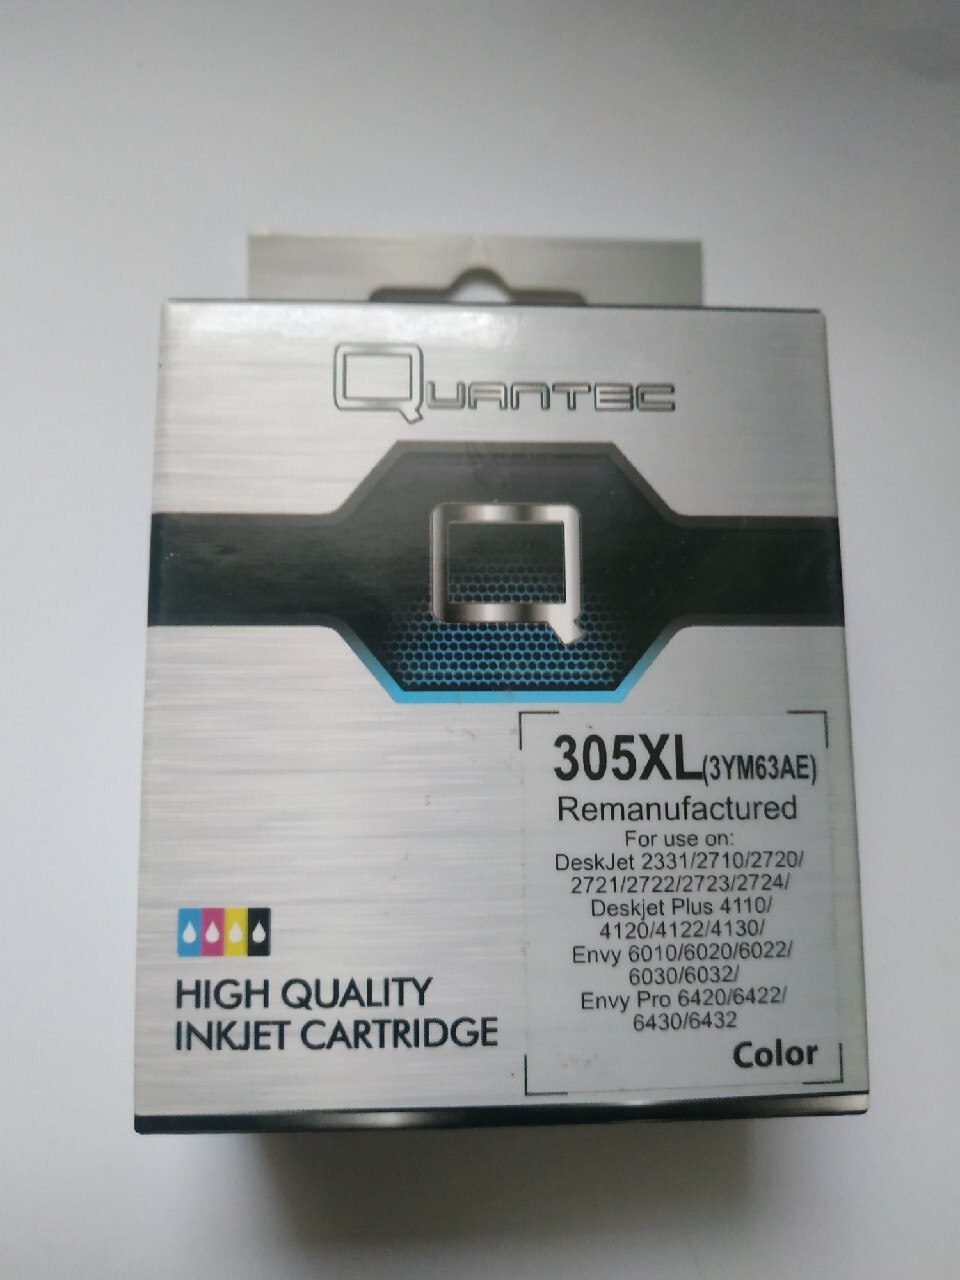 QUANTEC
Q
305XL(3YM63AE)
Remanufactured
For use on:
DeskJet 2331/2710/2720/
2721/2722/2723/2724/
Deskjet Plus 4110/
4120/4122/4130/
Envy 6010/6020/6022/
6030/6032/
Envy Pro 6420/6422/
6430/6432
Color
HIGH QUALITY
INKJET CARTRIDGE